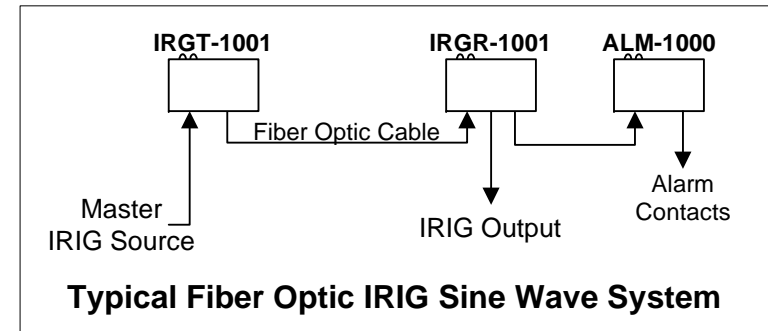 IRGT-1001 IRGR-1001 ALM-1000
Fiber Optic Cable
Master
IRIG Source
IRIG Output
Alarm
Contacts
Typical Fiber Optic IRIG Sine Wave System